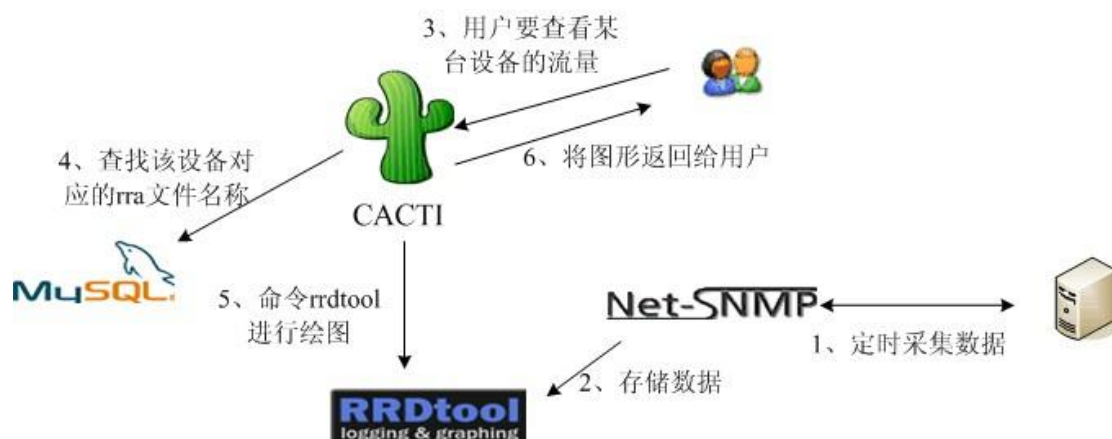 3、用户要查看某
台设备的流量
4、查找该设备对
应的rra文件名称
6、将图形返回给用户
CACTI
MySQL
5、命令rrdtool
进行绘图
Net-SNMP
1、定时采集数据
2、存储数据
RRDtool
logging & graphing